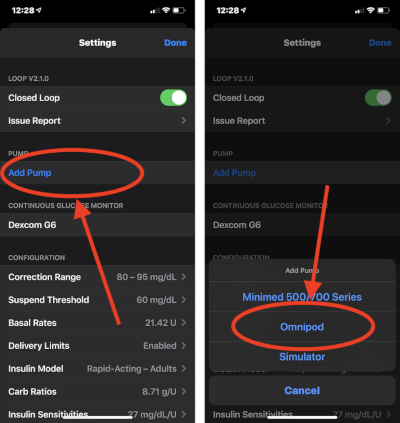 12:28
Settings
Done
LOOP V2.1.0
Closed Loop
Issue Report
PUMP
Add Pump
CONTINUOUS GLUCOSE MONITOR
Dexcom G6
CONFIGURATION
Correction Range 80 – 95 mg/dL
Suspend Threshold 60 mg/dL
Basal Rates 21.42 U
Delivery Limits Enabled
Insulin Model Rapid-Acting – Adults
Carb Ratios 8.71 g/U
Insulin Sensitivities 27 mg/dL/U
12:28
Settings
Done
LOOP V2.1.0
Closed Loop
Issue Report
PUMP
Add Pump
CONTINUOUS GLUCOSE MONITOR
Dexcom G6
CONFIGURATION
Add Pump
Minimed 500/700 Series
Omnipod
Simulator
Cancel
Insulin Sensitivities 27 mg/dL/U